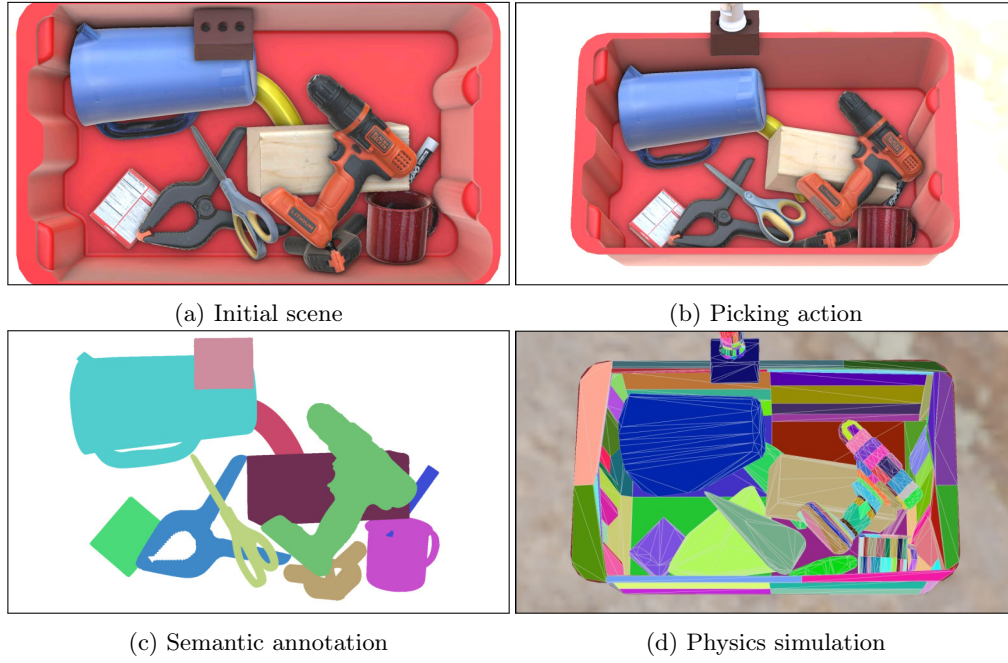 (a) Initial scene
(b) Picking action
(c) Semantic annotation
(d) Physics simulation